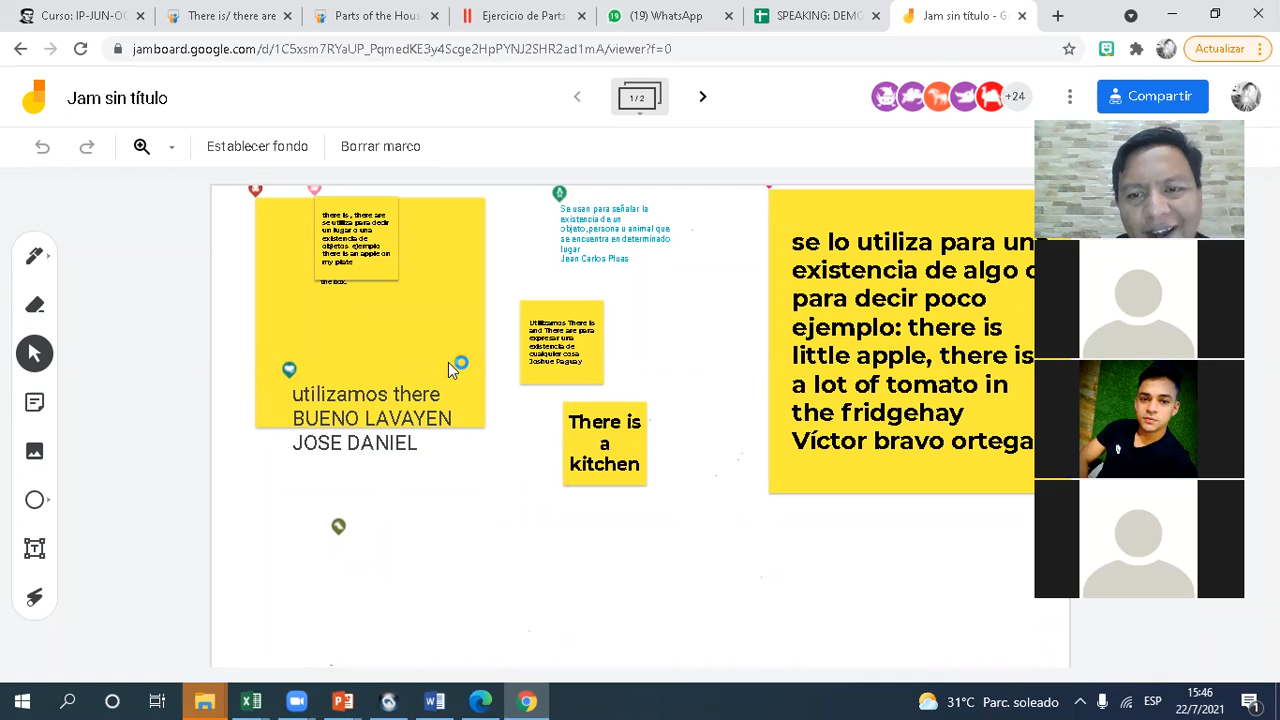 Curso: IP-JUN-OC
There is/ there are
Parts of the Hous
Ejercicio de Parts
(19) WhatsApp
SPEAKING: DEMO
Jam sin título - G
jamboard.google.com/d/1C5xsm7RYaUP_PqmedKE3y4Scge2HpPYNJ2SHR2ad1mA/viewer?f=0
Actualizar
Jam sin título
1/2
+24
Compartir
Establecer fondo
Borrar marco
there is , there are
se utiliza para decir
un lugar o una
existencia de
objetos ejemplo
there is an apple on
my plate
the box.
utilizamos there
BUENO LAVAYEN
JOSE DANIEL
Se usan para señalar la
existencia de un
objeto,persona u animal que
se encuentra en determinado
lugar
Jean Carlos Pluas
Utilizamos There is
and There are para
expresar una
existencia de
cualquier cosa
Joshue Paguay
There is
a
kitchen
se lo utiliza para un
existencia de algo o
para decir poco
ejemplo: there is
little apple, there is
a lot of tomato in
the fridgehay
Víctor bravo ortega
31°C Parc. soleado
ESP
15:46
22/7/2021
1